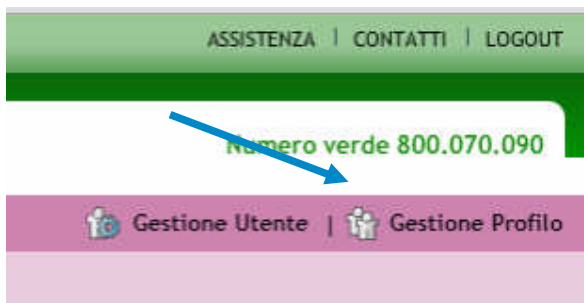 ASSISTENZA | CONTATTI | LOGOUT
Numero verde 800.070.090
Gestione Utente | Gestione Profilo